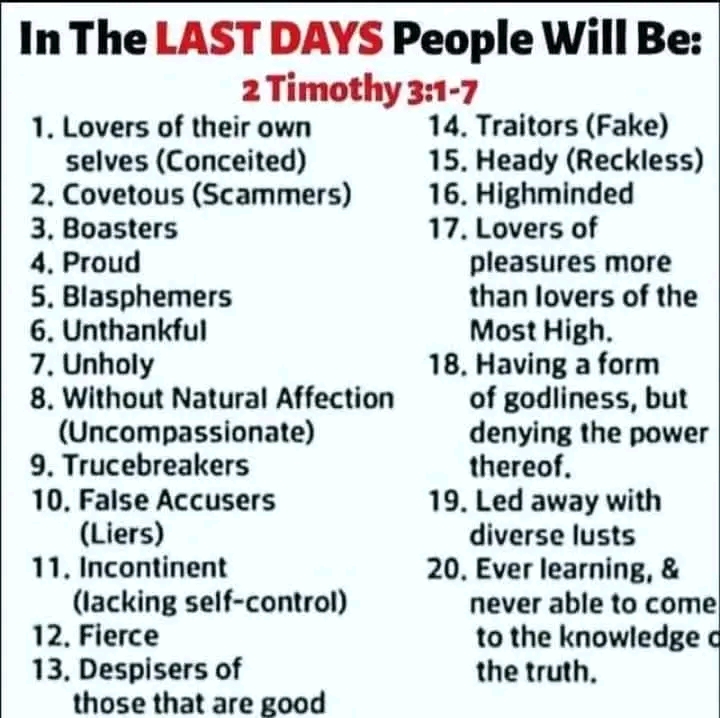 In The LAST DAYS People Will Be:
2 Timothy 3:1-7
1. Lovers of their own
selves (Conceited)
2. Covetous (Scammers)
3. Boasters
4. Proud
5. Blasphemers
6. Unthankful
7. Unholy
8. Without Natural Affection
(Uncompassionate)
9. Trucebreakers
10. False Accusers
(Liers)
11. Incontinent
(lacking self-control)
12. Fierce
13. Despisers of
those that are good
14. Traitors (Fake)
15. Heady (Reckless)
16. Highminded
17. Lovers of
pleasures more
than lovers of the
Most High.
18. Having a form
of godliness, but
denying the power
thereof.
19. Led away with
diverse lusts
20. Ever learning, &
never able to come
to the knowledge
the truth.